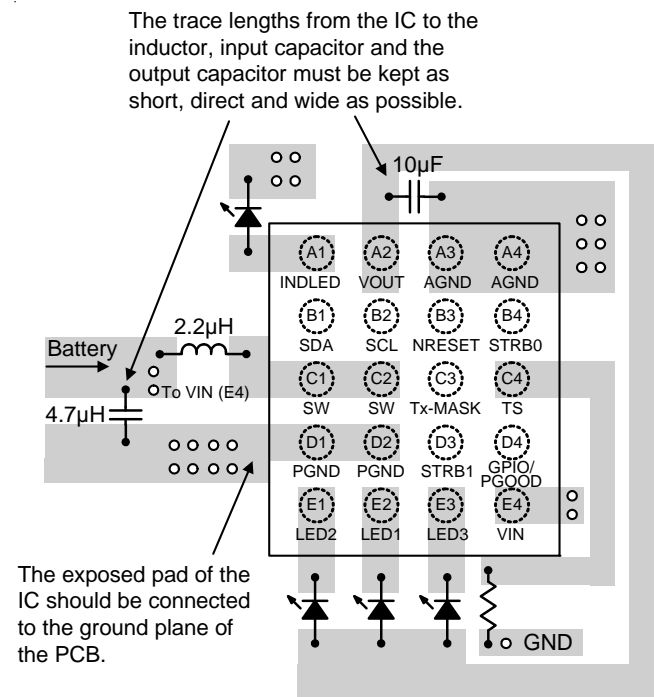 The trace lengths from the IC to the
inductor, input capacitor and the
output capacitor must be kept as
short, direct and wide as possible.
10µF
A1
A2
A3
A4
INDLED
VOUT
AGND
AGND
B1
B2
B3
B4
SDA
SCL
NRESET
STRB0
2.2µH
Battery
To VIN (E4)
4.7µH
C1
C2
C3
C4
SW
SW
Tx-MASK
TS
D1
D2
D3
D4
PGND
PGND
STRB1
GPIO/
PGOOD
E1
E2
E3
E4
LED2
LED1
LED3
VIN
The exposed pad of the
IC should be connected
to the ground plane of
the PCB.
GND